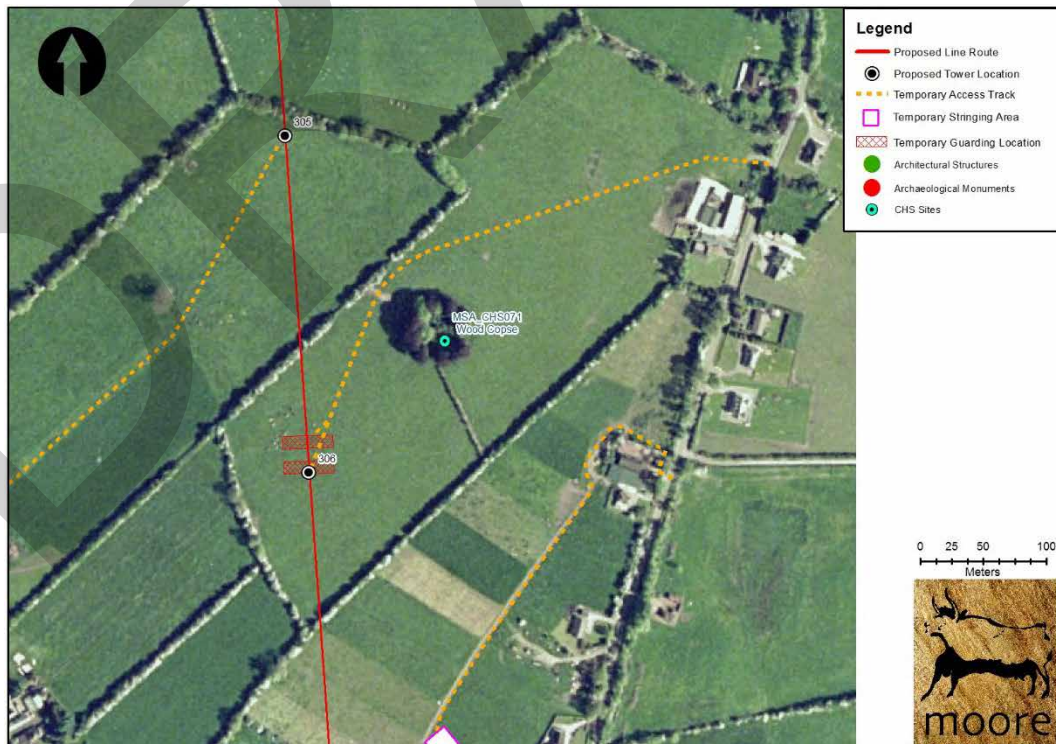 Legend
Proposed Line Route
Proposed Tower Location
Temporary Access Track
Temporary Stringing Area
Temporary Guarding Location
Architectural Structures
Archaeological Monuments
CHS Sites
305
MSA_CHS071
Wood Copse
306
0 25 50 100
Meters
moore